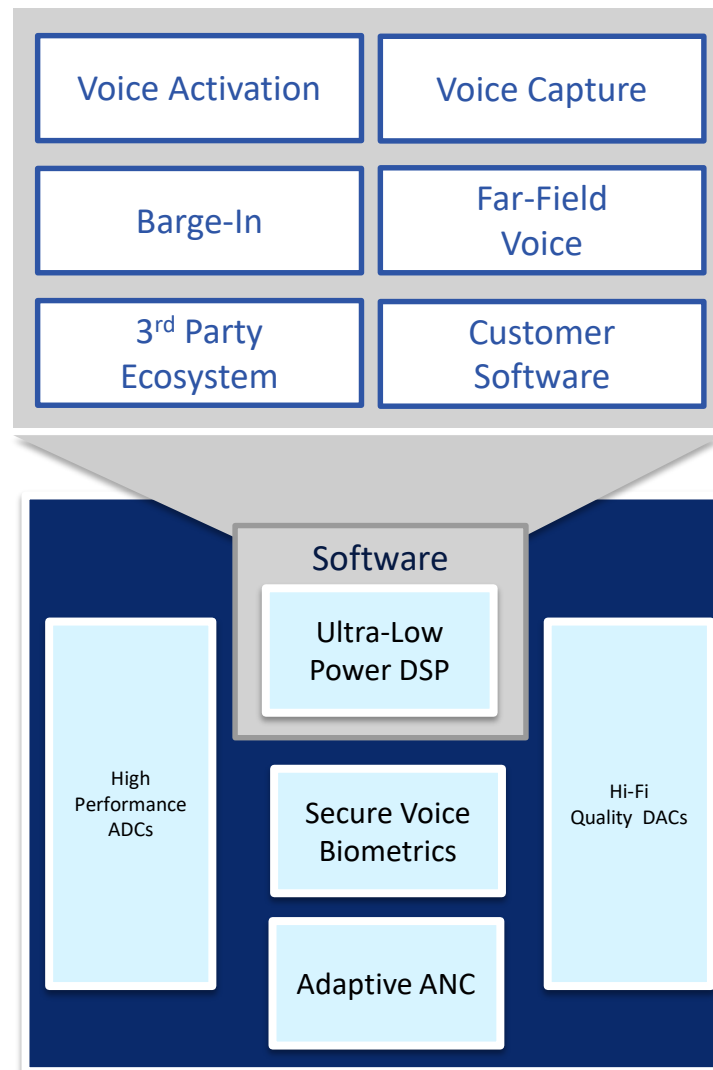 Voice Activation
Voice Capture
Barge-In
Far-Field
Voice
3rd Party
Ecosystem
Customer
Software
Software
Ultra-Low
Power DSP
High
Performance
ADCs
Secure Voice
Biometrics
Hi-Fi
Quality DACs
Adaptive ANC